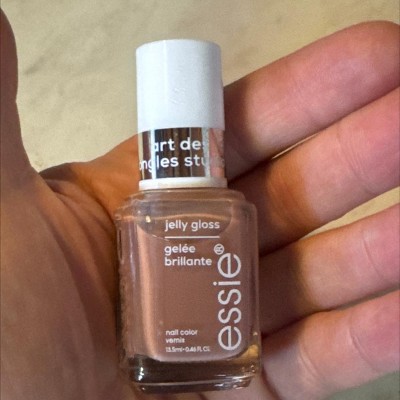 art des
ongles stu
jelly gloss
gelée
brillante
essie®
nail color
vernis
13.5ml-0.46 FL OZ